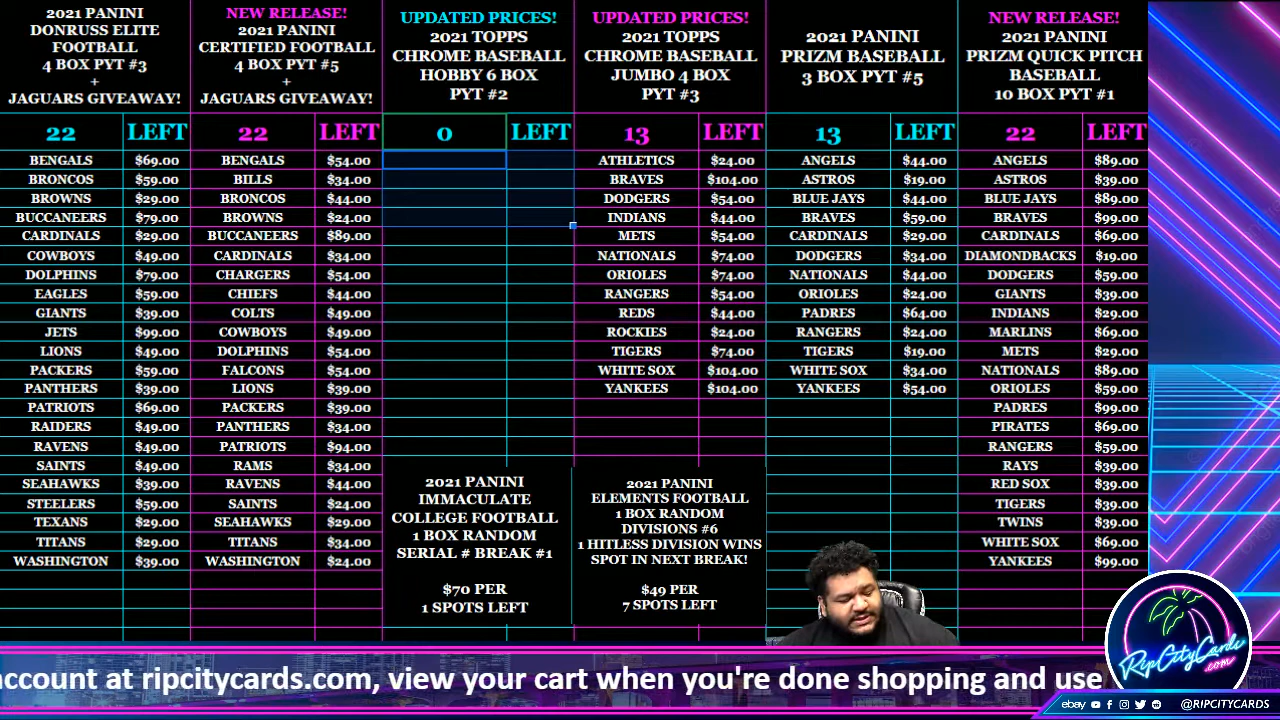 2021 PANINI
DONRUSS ELITE
FOOTBALL
4 BOX PYT #3
+
JAGUARS GIVEAWAY!
22 LEFT
BENGALS $69.00
BRONCOS $59.00
BROWNS $29.00
BUCCANEERS $79.00
CARDINALS $29.00
COWBOYS $49.00
DOLPHINS $79.00
EAGLES $59.00
GIANTS $39.00
JETS $99.00
LIONS $49.00
PACKERS $59.00
PANTHERS $39.00
PATRIOTS $69.00
RAIDERS $49.00
RAVENS $49.00
SAINTS $49.00
SEAHAWKS $39.00
STEELERS $59.00
TEXANS $29.00
TITANS $29.00
WASHINGTON $39.00
NEW RELEASE!
2021 PANINI
CERTIFIED FOOTBALL
4 BOX PYT #5
+
JAGUARS GIVEAWAY!
22 LEFT
BENGALS $54.00
BILLS $34.00
BRONCOS $44.00
BROWNS $24.00
BUCCANEERS $89.00
CARDINALS $34.00
CHARGERS $54.00
CHIEFS $44.00
COLTS $49.00
COWBOYS $49.00
DOLPHINS $54.00
FALCONS $54.00
LIONS $39.00
PACKERS $39.00
PANTHERS $34.00
PATRIOTS $94.00
RAMS $34.00
RAVENS $44.00
SAINTS $24.00
SEAHAWKS $29.00
TITANS $34.00
WASHINGTON $24.00
UPDATED PRICES!
2021 TOPPS
CHROME BASEBALL
HOBBY 6 BOX
PYT #2
0 LEFT
2021 PANINI
IMMACULATE
COLLEGE FOOTBALL
1 BOX RANDOM
SERIAL # BREAK #1
$70 PER
1 SPOTS LEFT
UPDATED PRICES!
2021 TOPPS
CHROME BASEBALL
JUMBO 4 BOX
PYT #3
13 LEFT
ATHLETICS $24.00
BRAVES $104.00
DODGERS $54.00
INDIANS $44.00
METS $54.00
NATIONALS $74.00
ORIOLES $74.00
RANGERS $54.00
REDS $44.00
ROCKIES $24.00
TIGERS $74.00
WHITE SOX $104.00
YANKEES $104.00
2021 PANINI
ELEMENTS FOOTBALL
1 BOX RANDOM
DIVISIONS #6
1 HITLESS DIVISION WINS
SPOT IN NEXT BREAK!
$49 PER
7 SPOTS LEFT
2021 PANINI
PRIZM BASEBALL
3 BOX PYT #5
13 LEFT
ANGELS $44.00
ASTROS $19.00
BLUE JAYS $44.00
BRAVES $59.00
CARDINALS $29.00
DODGERS $34.00
NATIONALS $44.00
ORIOLES $24.00
PADRES $64.00
RANGERS $24.00
TIGERS $19.00
WHITE SOX $34.00
YANKEES $54.00
NEW RELEASE!
2021 PANINI
PRIZM QUICK PITCH
BASEBALL
10 BOX PYT #1
22 LEFT
ANGELS $89.00
ASTROS $39.00
BLUE JAYS $89.00
BRAVES $99.00
CARDINALS $69.00
DIAMONDBACKS $19.00
DODGERS $59.00
GIANTS $39.00
INDIANS $29.00
MARLINS $69.00
METS $29.00
NATIONALS $89.00
ORIOLES $59.00
PADRES $99.00
PIRATES $69.00
RANGERS $59.00
RAYS $39.00
RED SOX $39.00
TIGERS $39.00
TWINS $39.00
WHITE SOX $69.00
YANKEES $99.00
RipCityCards
.com
account at ripcitycards.com, view your cart when you're done shopping and use
ebay @RIPCITYCARDS